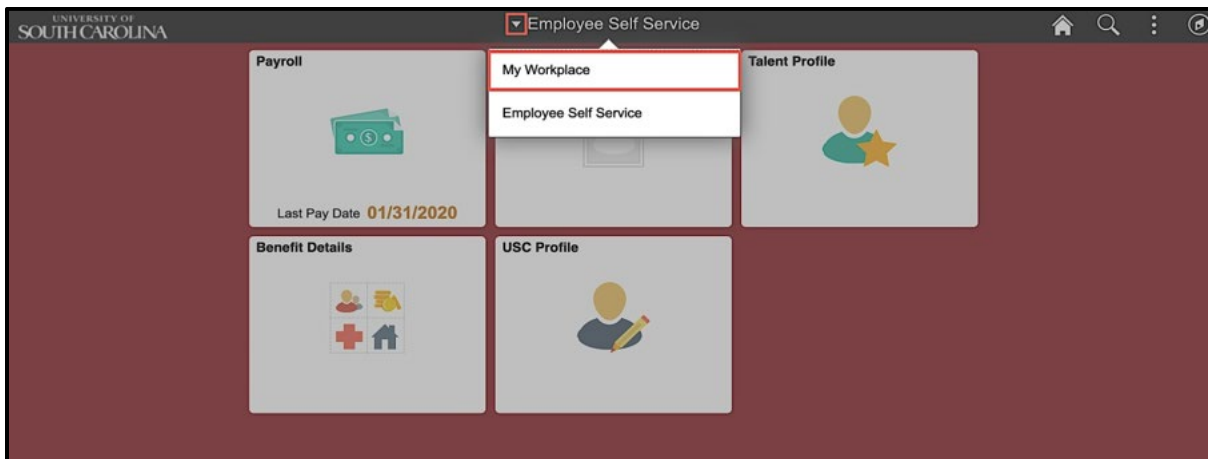 UNIVERSITY OF
SOUTH CAROLINA
Employee Self Service
My Workplace
Employee Self Service
Payroll
Last Pay Date 01/31/2020
Talent Profile
Benefit Details
USC Profile